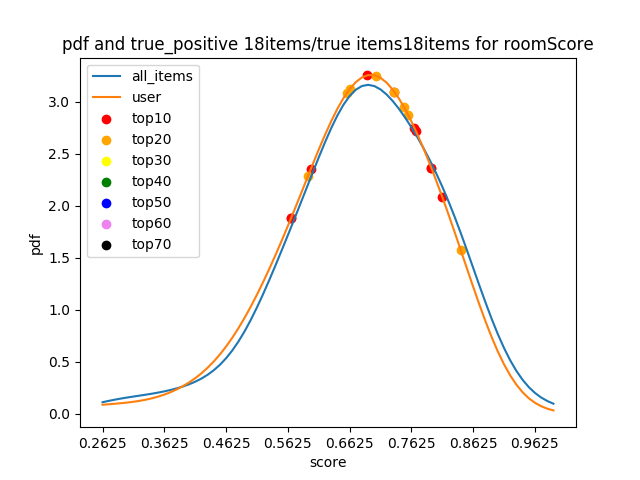 pdf and true_positive 18items/true items18items for roomScore
all_items
user
top10
top20
top30
top40
top50
top60
top70
3.0
2.5
2.0
1.5
1.0
0.5
0.0
pdf
0.2625 0.3625 0.4625 0.5625 0.6625 0.7625 0.8625 0.9625
score